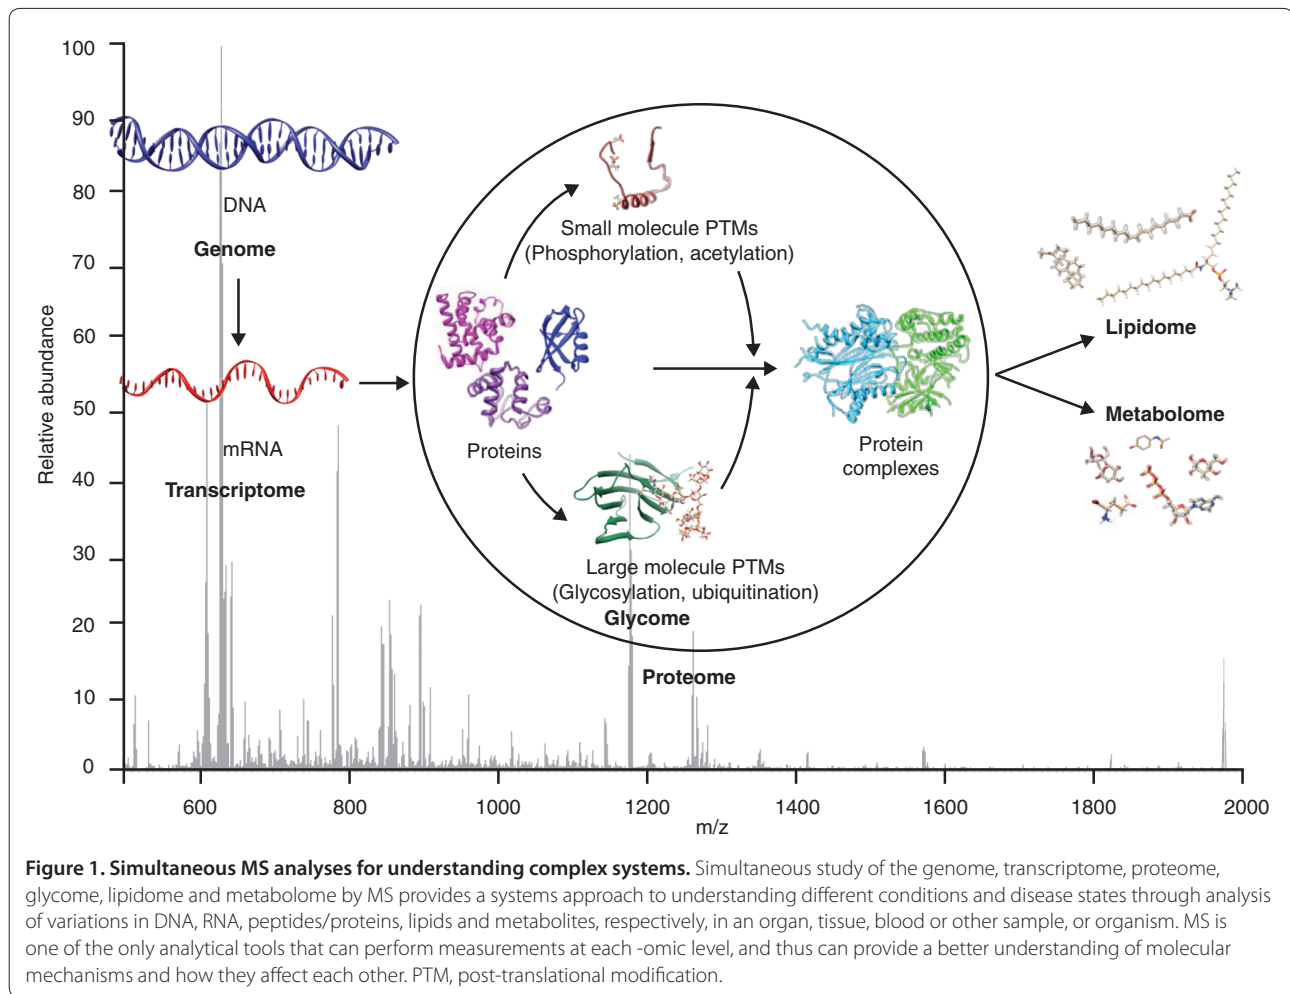 100
90
80
70
60
50
40
30
20
10
0
Relative abundance
DNA
Genome
mRNA
Transcriptome
Small molecule PTMs
(Phosphorylation, acetylation)
Proteins
Protein
complexes
Large molecule PTMs
(Glycosylation, ubiquitination)
Glycome
Proteome
Lipidome
Metabolome
600 800 1000 1200 1400 1600 1800 2000
m/z
Figure 1. Simultaneous MS analyses for understanding complex systems. Simultaneous study of the genome, transcriptome, proteome,
glycome, lipidome and metabolome by MS provides a systems approach to understanding different conditions and disease states through analysis
of variations in DNA, RNA, peptides/proteins, lipids and metabolites, respectively, in an organ, tissue, blood or other sample, or organism. MS is
one of the only analytical tools that can perform measurements at each -omic level, and thus can provide a better understanding of molecular
mechanisms and how they affect each other. PTM, post-translational modification.